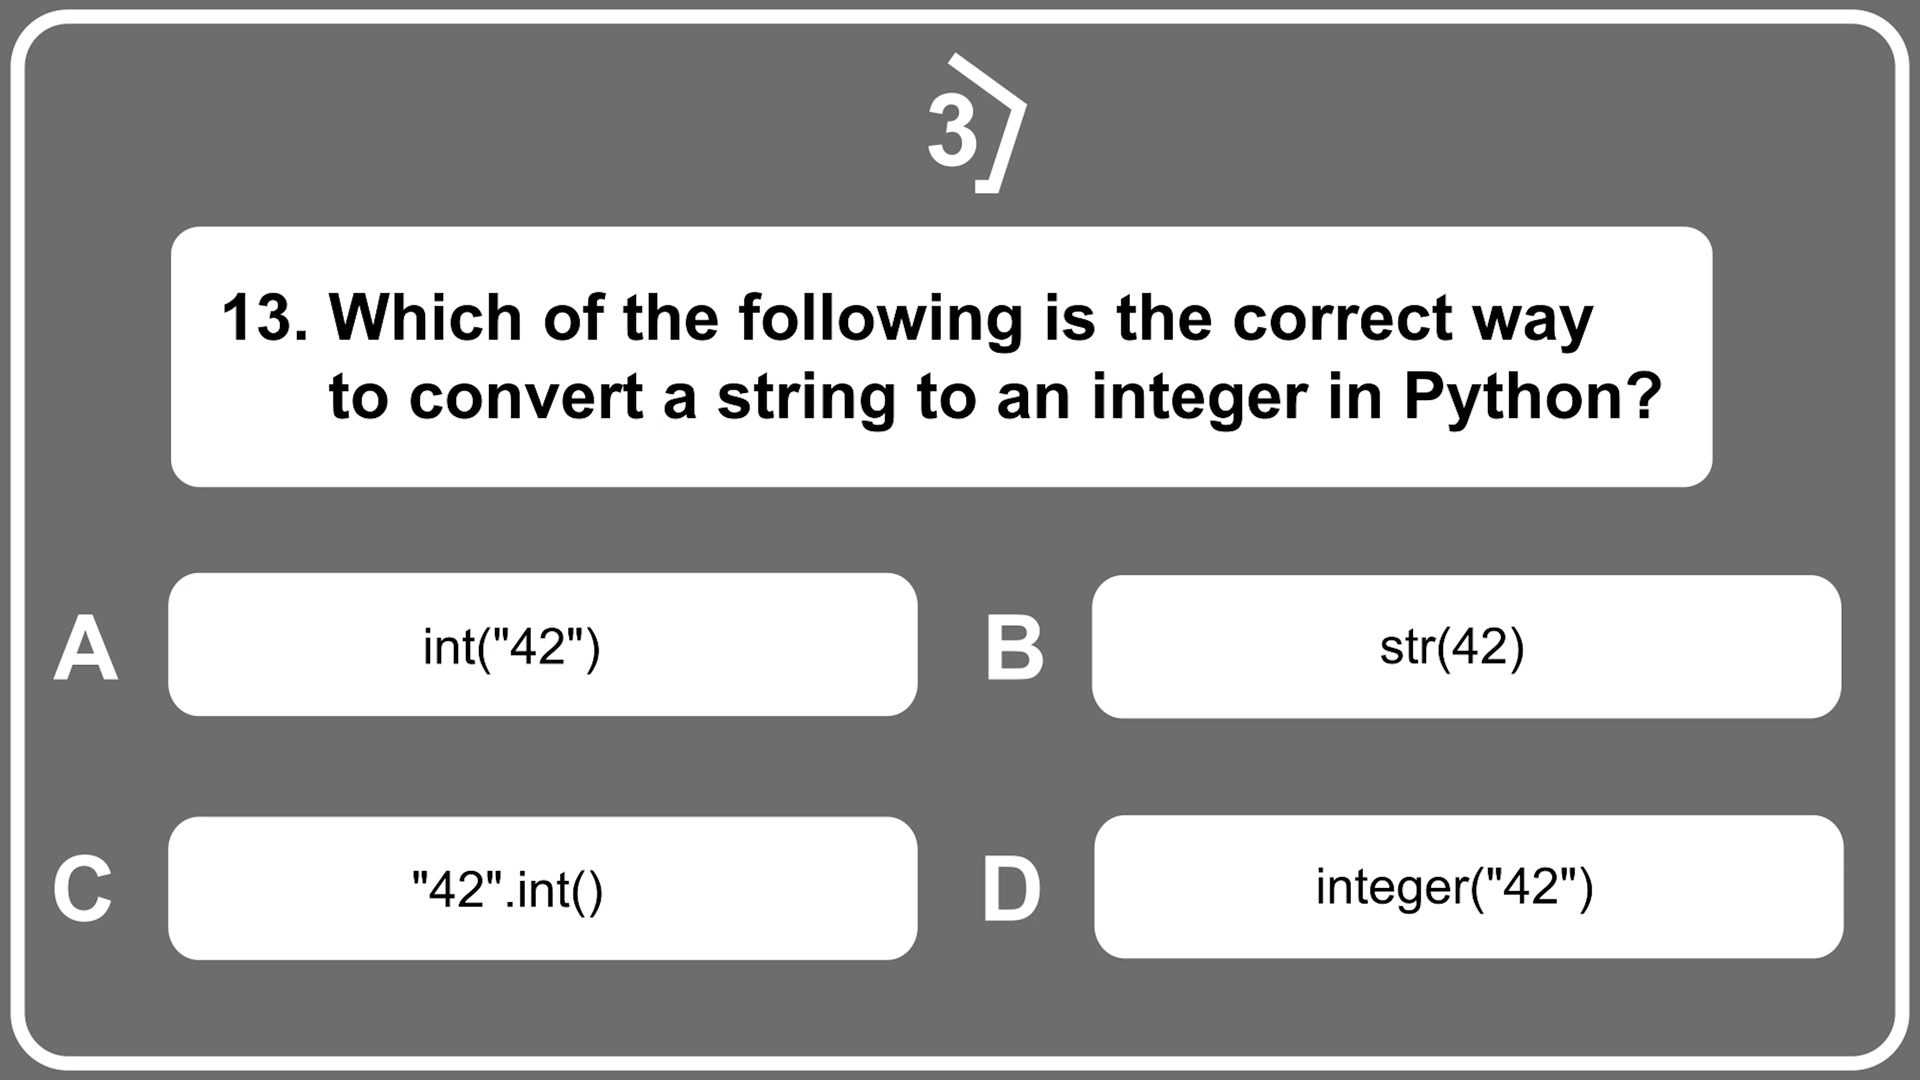 3
13. Which of the following is the correct way
to convert a string to an integer in Python?
A int("42")
B str(42)
C "42".int()
D integer("42")